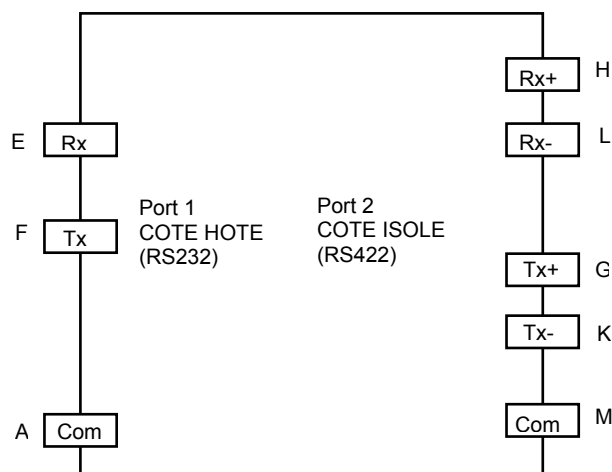 H
Rx+
E
Rx
Rx-
L
Port 1
COTE HOTE
(RS232)
Port 2
COTE ISOLE
(RS422)
F
Tx
Tx+
G
Tx-
K
A
Com
Com
M